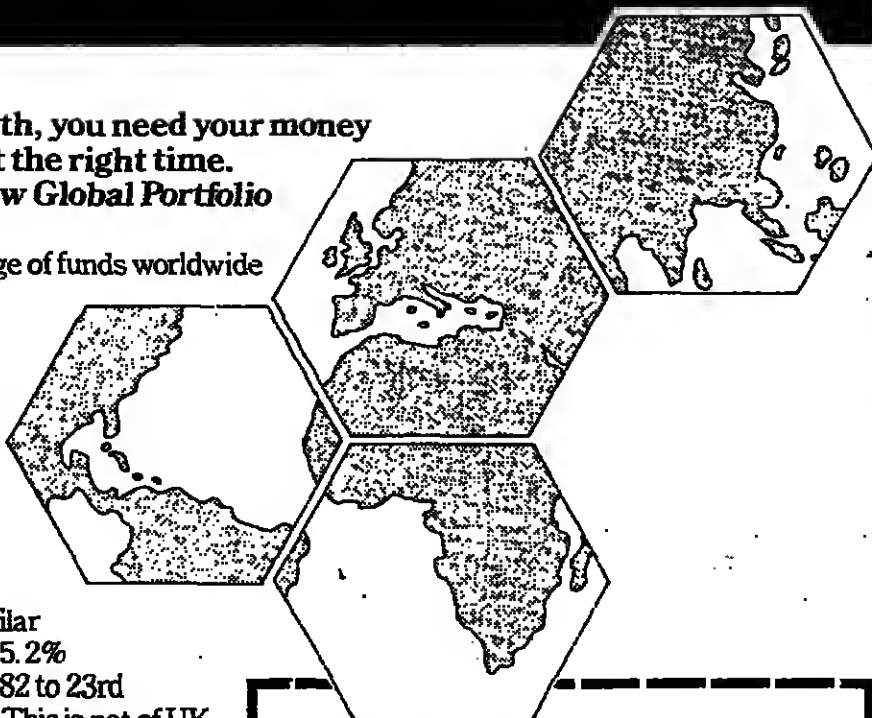 th, you need your money
t the right time.
w Global Portfolio
ge of funds worldwide
ilar
5.2%
82 to 23rd
This is net of UK